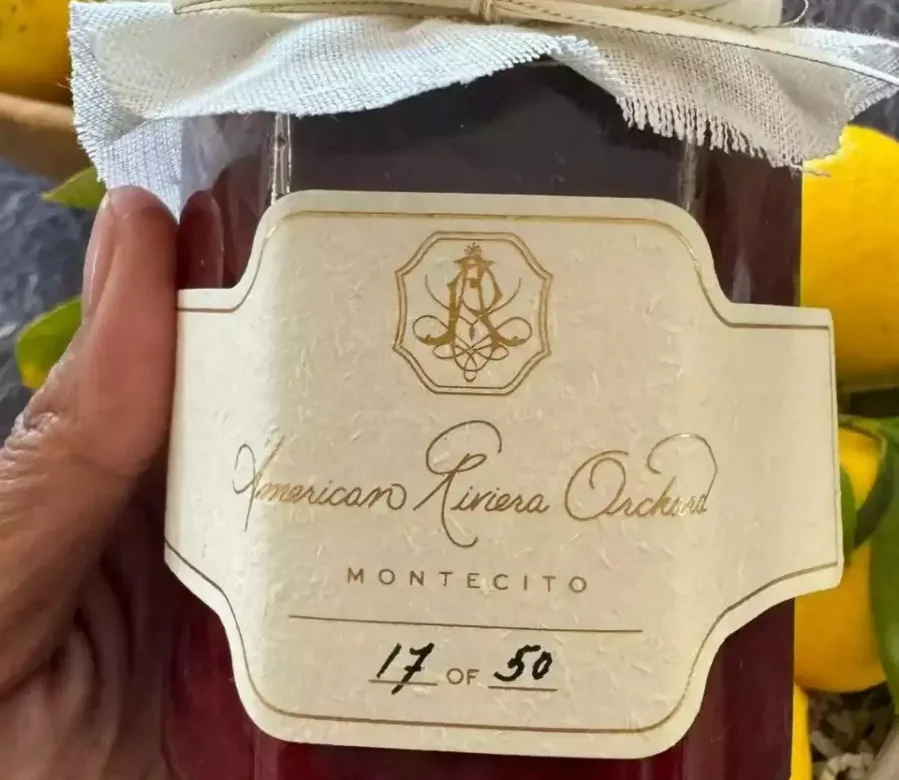 American Riviera Orchard
MONTECITO
17 OF 50